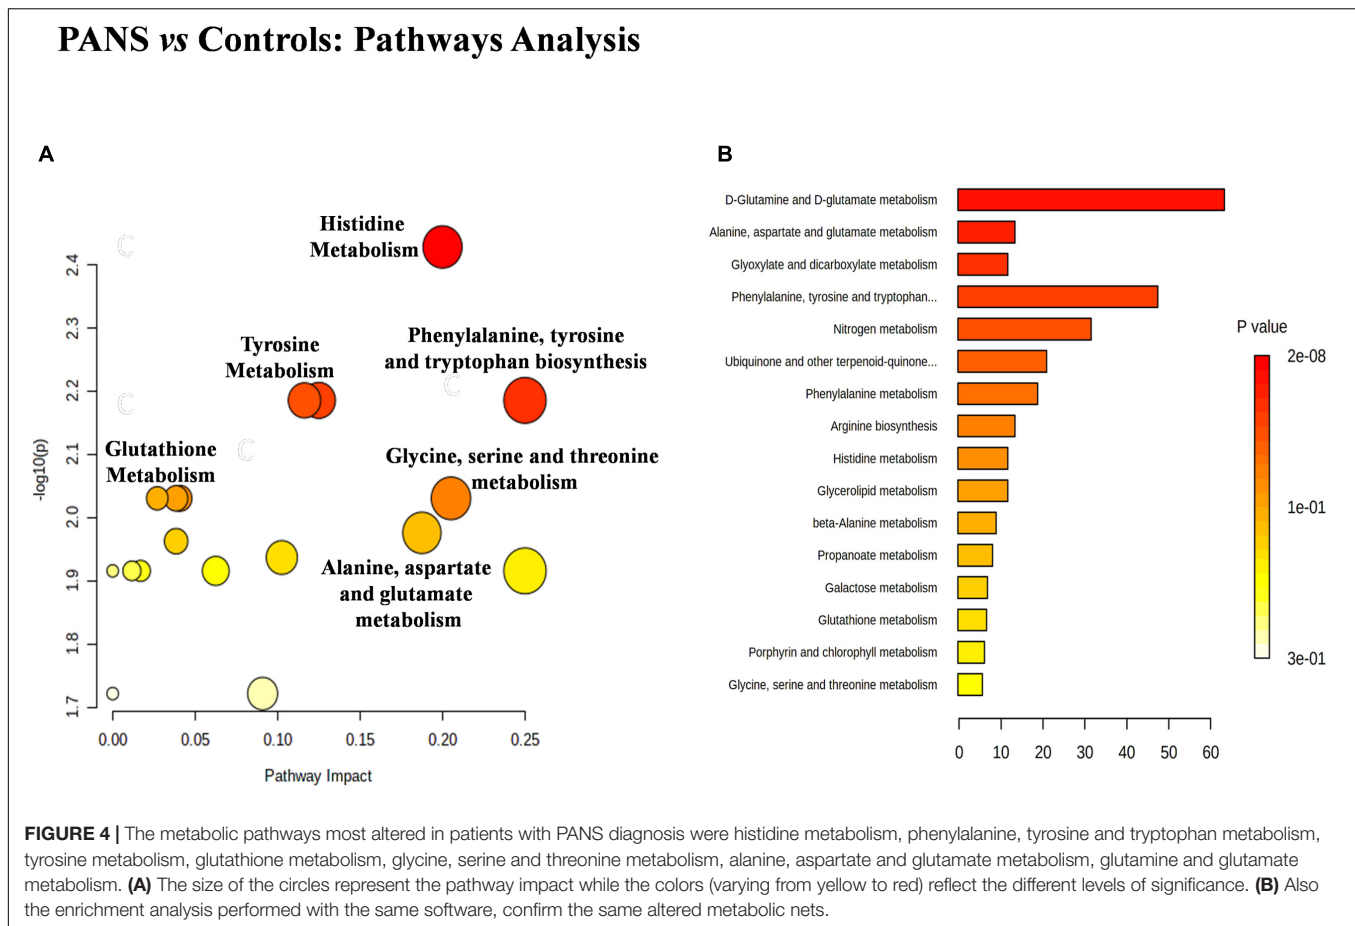 PANS vs Controls: Pathways Analysis
A
Histidine
Metabolism
Tyrosine
Metabolism
Phenylalanine, tyrosine
and tryptophan biosynthesis
Glutathione
Metabolism
Glycine, serine and threonine
metabolism
Alanine, aspartate
and glutamate
metabolism
C
C
C
C
-log10(p)
2.4
2.3
2.2
2.1
2.0
1.9
1.8
1.7
0.00 0.05 0.10 0.15 0.20 0.25
Pathway Impact
B
D-Glutamine and D-glutamate metabolism
Alanine, aspartate and glutamate metabolism
Glyoxylate and dicarboxylate metabolism
Phenylalanine, tyrosine and tryptophan...
Nitrogen metabolism
Ubiquinone and other terpenoid-quinone...
Phenylalanine metabolism
Arginine biosynthesis
Histidine metabolism
Glycerolipid metabolism
beta-Alanine metabolism
Propanoate metabolism
Galactose metabolism
Glutathione metabolism
Porphyrin and chlorophyll metabolism
Glycine, serine and threonine metabolism
0 10 20 30 40 50 60
P value
2e-08
1e-01
3e-01
FIGURE 4 | The metabolic pathways most altered in patients with PANS diagnosis were histidine metabolism, phenylalanine, tyrosine and tryptophan metabolism,
tyrosine metabolism, glutathione metabolism, glycine, serine and threonine metabolism, alanine, aspartate and glutamate metabolism, glutamine and glutamate
metabolism. (A) The size of the circles represent the pathway impact while the colors (varying from yellow to red) reflect the different levels of significance. (B) Also
the enrichment analysis performed with the same software, confirm the same altered metabolic nets.